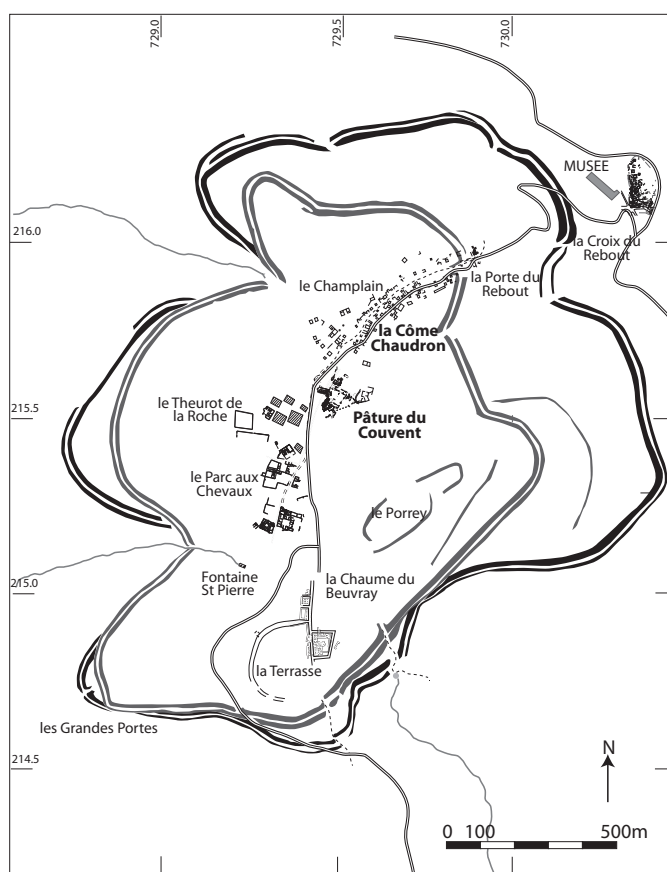 729.0
729.5
730.0
MUSEE
216.0
la Croix du
Rebout
le Champlain
la Porte du
Rebout
la Côme
Chaudron
215.5
le Theurot de
la Roche
Pâture du
Couvent
le Parc aux
Chevaux
le Porrey
215.0
Fontaine
St Pierre
la Chaume du
Beuvray
la Terrasse
les Grandes Portes
214.5
N
0 100 500m